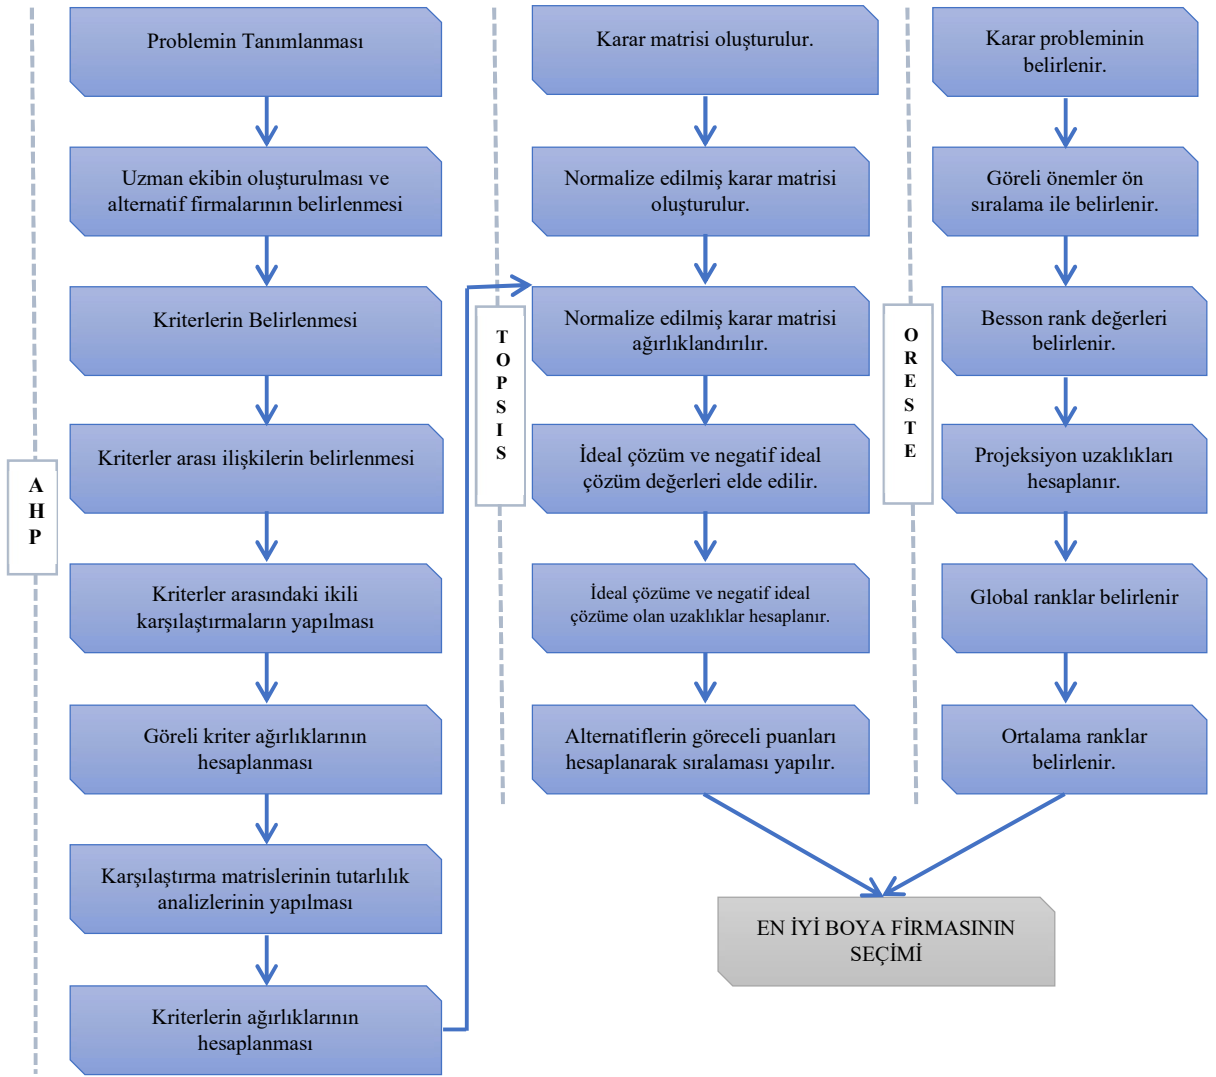 A
H
P
Problemin Tanımlanması
Uzman ekibin oluşturulması ve
alternatif firmalarının belirlenmesi
Kriterlerin Belirlenmesi
Kriterler arası ilişkilerin belirlenmesi
Kriterler arasındaki ikili
karşılaştırmaların yapılması
Göreli kriter ağırlıklarının
hesaplanması
Karşılaştırma matrislerinin tutarlılık
analizlerinin yapılması
Kriterlerin ağırlıklarının
hesaplanması
T
O
P
S
I
S
Karar matrisi oluşturulur.
Normalize edilmiş karar matrisi
oluşturulur.
Normalize edilmiş karar matrisi
ağırlıklandırılır.
İdeal çözüm ve negatif ideal
çözüm değerleri elde edilir.
İdeal çözüme ve negatif ideal
çözüme olan uzaklıklar hesaplanır.
Alternatiflerin göreceli puanları
hesaplanarak sıralaması yapılır.
O
R
E
S
T
E
Karar probleminin
belirlenir.
Göreli önemler ön
sıralama ile belirlenir.
Besson rank değerleri
belirlenir.
Projeksiyon uzaklıkları
hesaplanır.
Global ranklar belirlenir
Ortalama ranklar
belirlenir.
EN İYİ BOYA FİRMASININ
SEÇİMİ